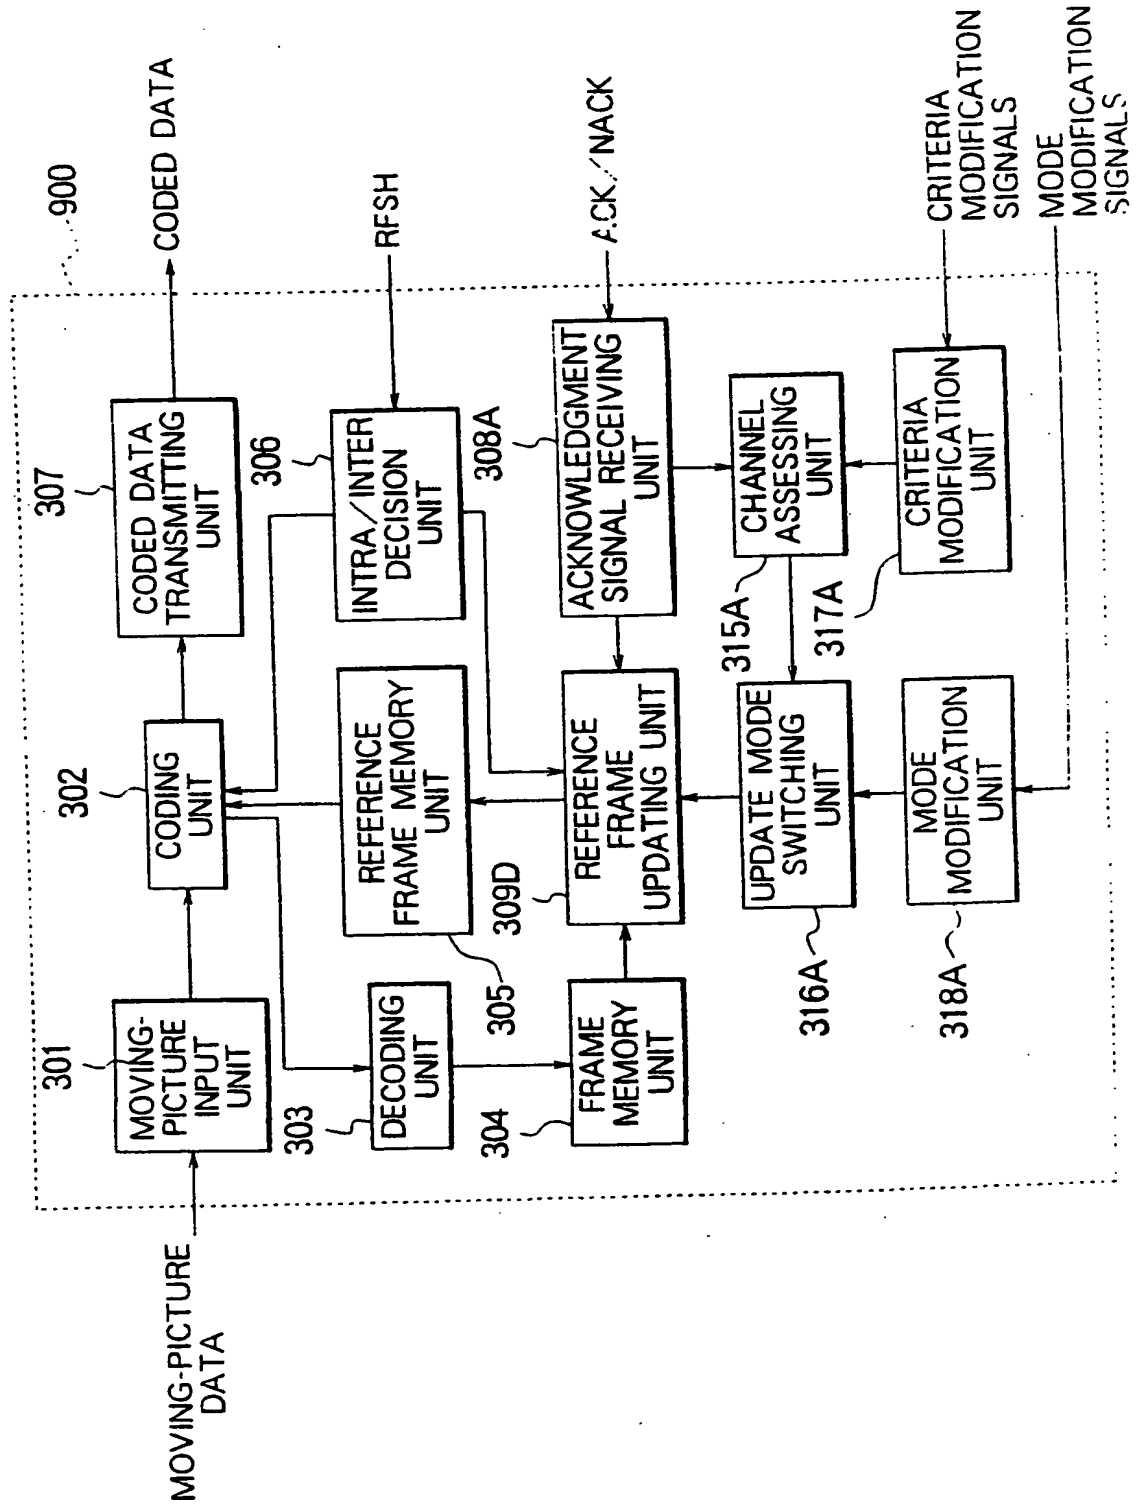 900
MOVING-PICTURE
DATA
301
MOVING-
PICTURE
INPUT
UNIT
302
CODING
UNIT
307
CODED DATA
TRANSMITTING
UNIT
CODED DATA
303
DECODING
UNIT
305
REFERENCE
FRAME MEMORY
UNIT
306
INTRA/INTER
DECISION
UNIT
RFSH
304
FRAME
MEMORY
UNIT
309D
REFERENCE
FRAME
UPDATING UNIT
308A
ACKNOWLEDGMENT
SIGNAL RECEIVING
UNIT
ACK/NACK
316A
UPDATE MODE
SWITCHING
UNIT
315A
CHANNEL
ASSESSING
UNIT
318A
MODE
MODIFICATION
UNIT
317A
CRITERIA
MODIFICATION
UNIT
CRITERIA
MODIFICATION
SIGNALS
MODE
MODIFICATION
SIGNALS